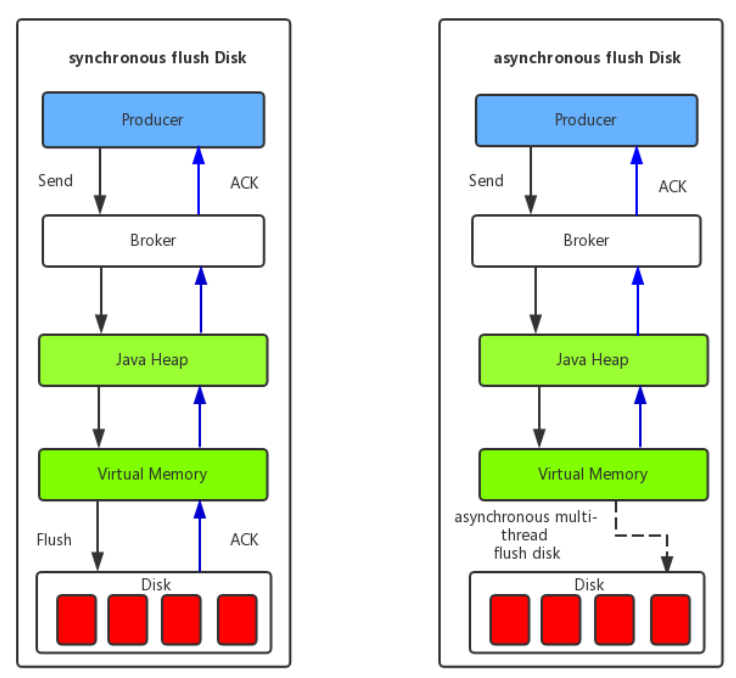 synchronous flush Disk
Producer
Send
ACK
Broker
Java Heap
Virtual Memory
Flush
ACK
Disk
asynchronous flush Disk
Producer
Send
ACK
Broker
Java Heap
Virtual Memory
asynchronous multi-
thread
flush disk
Disk